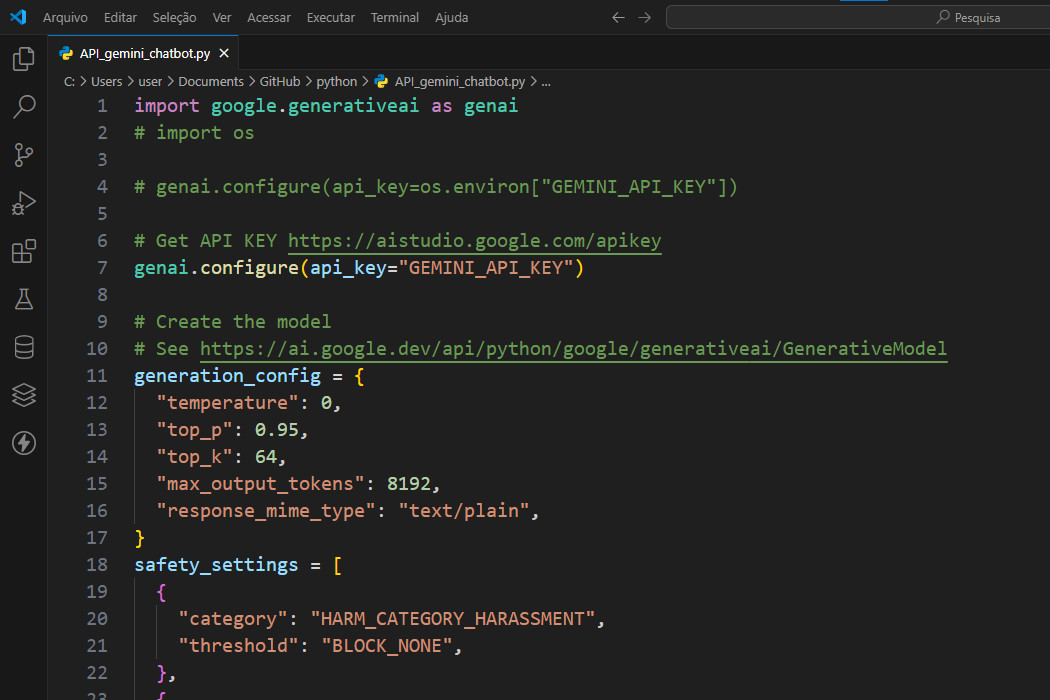 Arquivo Editar Seleção Ver Acessar Executar Terminal Ajuda Pesquisa
API_gemini_chatbot.py
C: > Users > user > Documents > GitHub > python > API_gemini_chatbot.py > ...
1 import google.generativeai as genai
2 # import os
3
4 # genai.configure(api_key=os.environ["GEMINI_API_KEY"])
5
6 # Get API KEY https://aistudio.google.com/apikey
7 genai.configure(api_key="GEMINI_API_KEY")
8
9 # Create the model
10 # See https://ai.google.dev/api/python/google/generativeai/GenerativeModel
11 generation_config = {
12 "temperature": 0,
13 "top_p": 0.95,
14 "top_k": 64,
15 "max_output_tokens": 8192,
16 "response_mime_type": "text/plain",
17 }
18 safety_settings = [
19 {
20 "category": "HARM_CATEGORY_HARASSMENT",
21 "threshold": "BLOCK_NONE",
22 },
23 {